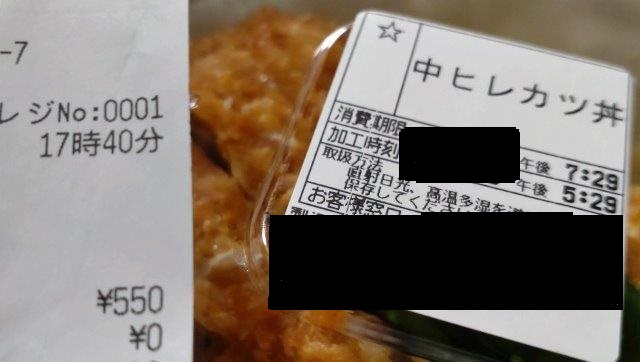 -7
レジNo:0001
17時40分
¥550
¥0
☆
中ヒレカツ丼
消費期限
午後 7:29
加工時刻
午後 5:29
取扱方法
直射日光、高温多湿を
保存してください
お客様窓口